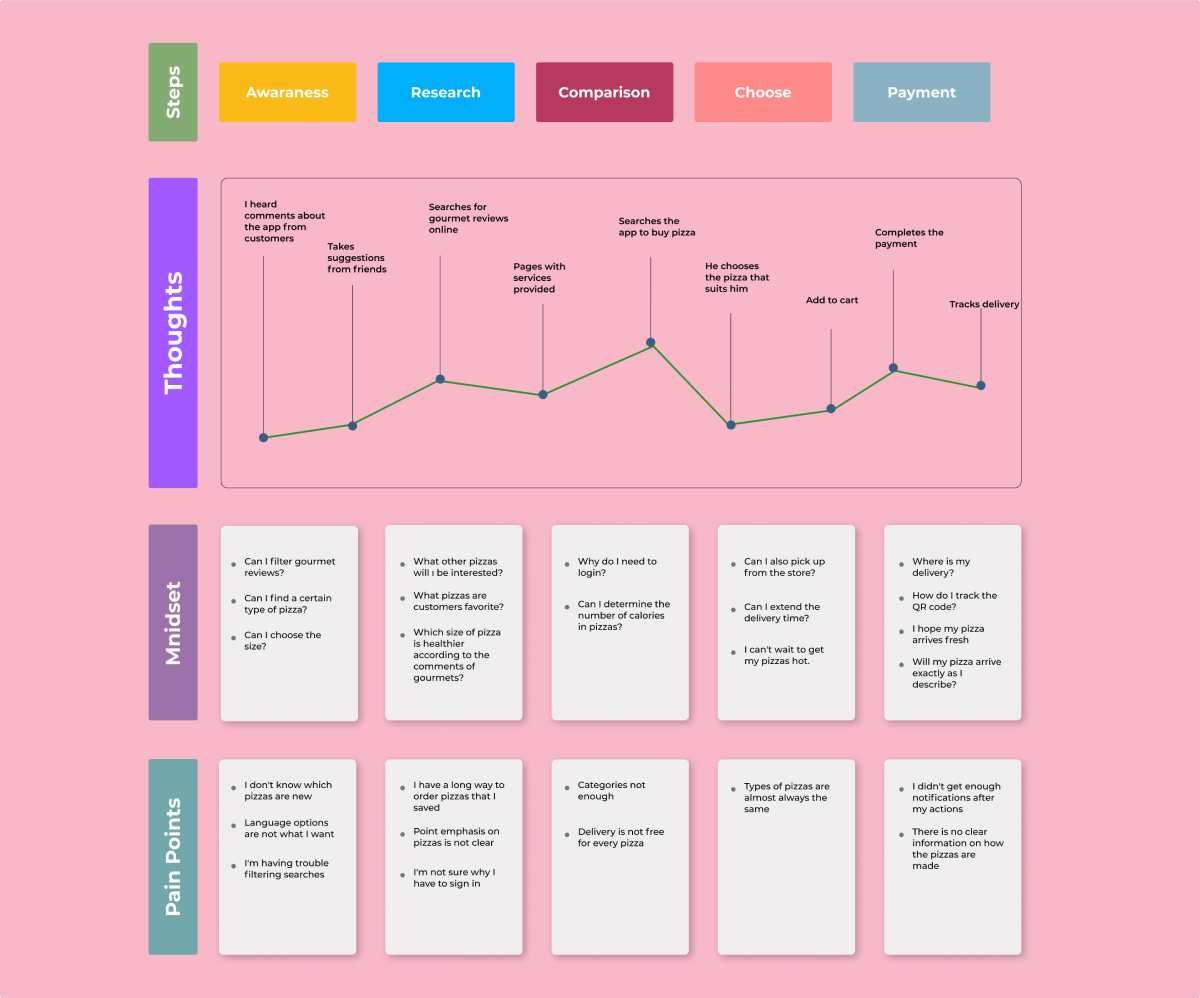 Steps
Awaraness
Research
Comparison
Choose
Payment
Thoughts
I heard
comments about
the app from
customers
Takes
suggestions
from friends
Searches for
gourmet reviews
online
Pages with
services
provided
Searches the
app to buy pizza
He chooses
the pizza that
suits him
Add to cart
Completes the
payment
Tracks delivery
Mnidset
Can I filter gourmet
reviews?
Can I find a certain
type of pizza?
Can I choose the
size?
What other pizzas
will ı be interested?
What pizzas are
customers favorite?
Which size of pizza
is healthier
according to the
comments of
gourmets?
Why do I need to
login?
Can I determine the
number of calories
in pizzas?
Can I also pick up
from the store?
Can I extend the
delivery time?
I can't wait to get
my pizzas hot.
Where is my
delivery?
How do I track the
QR code?
I hope my pizza
arrives fresh
Will my pizza arrive
exactly as I
describe?
Pain Points
I don't know which
pizzas are new
Language options
are not what I want
I'm having trouble
filtering searches
I have a long way to
order pizzas that I
saved
Point emphasis on
pizzas is not clear
I'm not sure why I
have to sign in
Categories not
enough
Delivery is not free
for every pizza
Types of pizzas are
almost always the
same
I didn't get enough
notifications after
my actions
There is no clear
information on how
the pizzas are
made